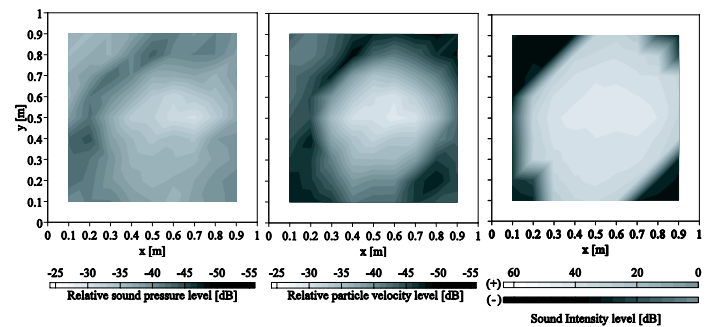 1
0.9
0.8
0.7
0.6
0.5
0.4
0.3
0.2
0.1
0
y [m]
0 0.1 0.2 0.3 0.4 0.5 0.6 0.7 0.8 0.9 1
x [m]
0 0.1 0.2 0.3 0.4 0.5 0.6 0.7 0.8 0.9 1
x [m]
0 0.1 0.2 0.3 0.4 0.5 0.6 0.7 0.8 0.9 1
x [m]
-25 -30 -35 -40 -45 -50 -55
Relative sound pressure level [dB]
-25 -30 -35 -40 -45 -50 -55
Relative particle velocity level [dB]
60 40 20 0
(+)
(-)
Sound Intensity level [dB]